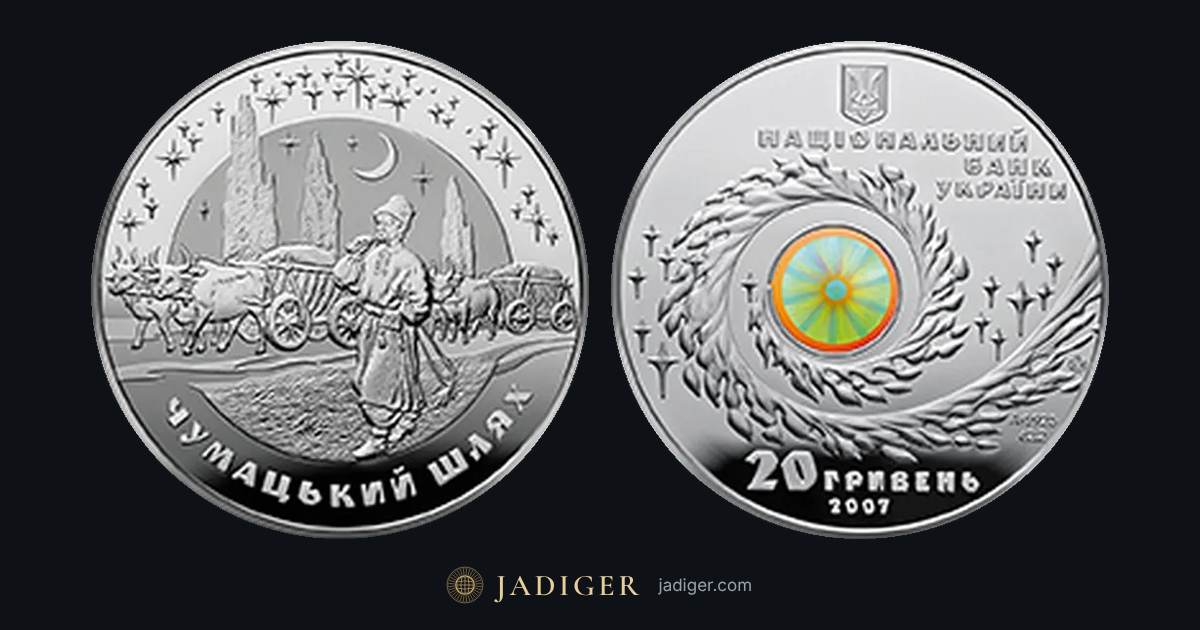 ЧУМАЦЬКИЙ ШЛЯХ
НАЦІОНАЛЬНИЙ
БАНК
УКРАЇНИ
20 ГРИВЕНЬ
2007
JADIGER jadiger.com